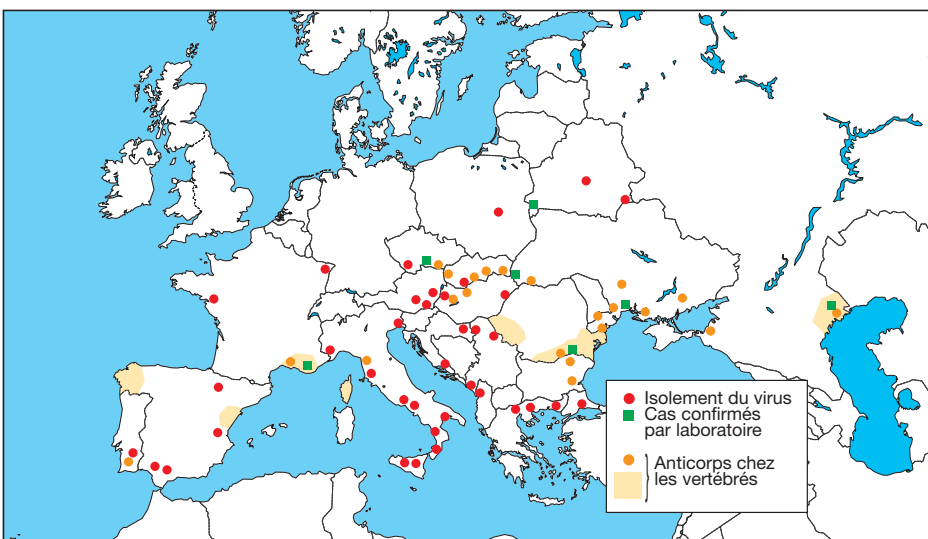 Isolement du virus
Cas confirmés
par laboratoire
Anticorps chez
les vertébrés